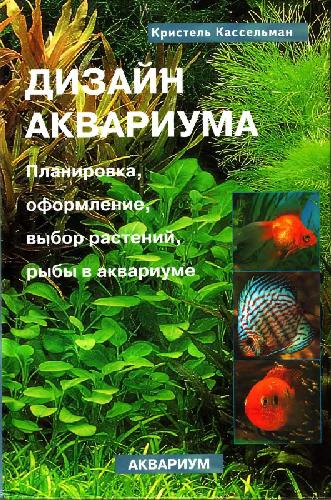 Кристель Кассельман
ДИЗАЙН
АКВАРИУМА
Планировка,
оформление,
выбор растений,
рыбы в аквариуме
АКВАРИУМ